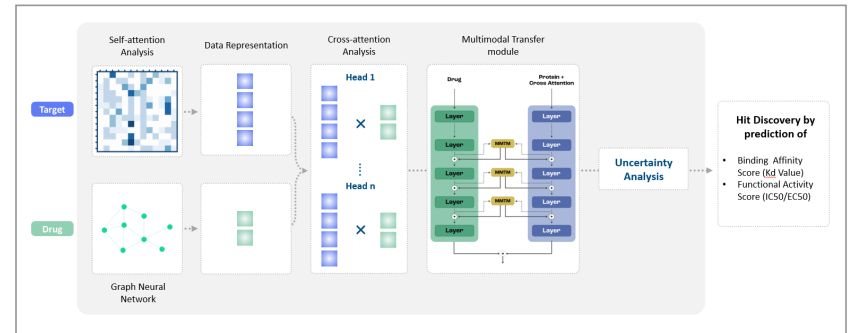 Self-attention
Analysis
Data Representation
Cross-attention
Analysis
Multimodal Transfer
module
Target
Drug
Graph Neural
Network
Head 1
×
Head n
×
Drug
Protein +
Cross Attention
Layer
Layer
Layer
Layer
Layer
Layer
Layer
Layer
Layer
Layer
MMTM
MMTM
MMTM
Uncertainty
Analysis
Hit Discovery by
prediction of
• Binding Affinity
Score (Kd Value)
• Functional Activity
Score (IC50/EC50)